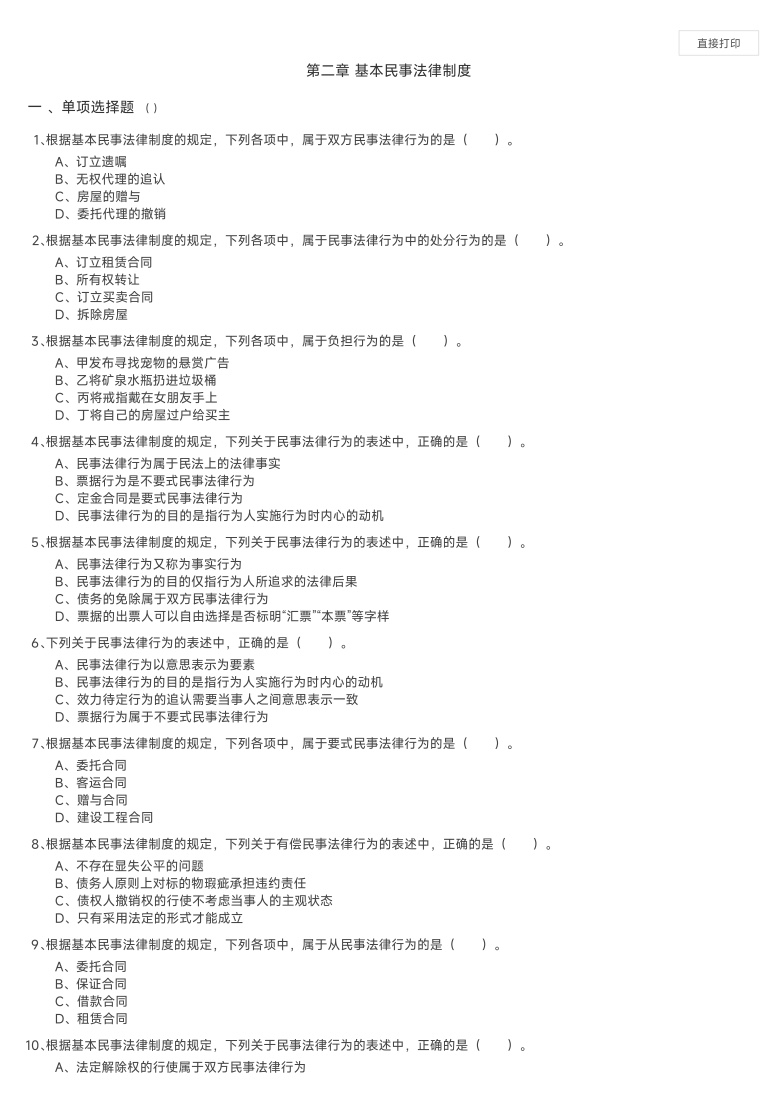 直接打印
第二章 基本民事法律制度
一 、单项选择题 （ ）
1、根据基本民事法律制度的规定，下列各项中，属于双方民事法律行为的是（　　）。
A、订立遗嘱
B、无权代理的追认
C、房屋的赠与
D、委托代理的撤销
2、根据基本民事法律制度的规定，下列各项中，属于民事法律行为中的处分行为的是（　　）。
A、订立租赁合同
B、所有权转让
C、订立买卖合同
D、拆除房屋
3、根据基本民事法律制度的规定，下列各项中，属于负担行为的是（　　）。
A、甲发布寻找宠物的悬赏广告
B、乙将矿泉水瓶扔进垃圾桶
C、丙将戒指戴在女朋友手上
D、丁将自己的房屋过户给买主
4、根据基本民事法律制度的规定，下列关于民事法律行为的表述中，正确的是（　　）。
A、民事法律行为属于民法上的法律事实
B、票据行为是不要式民事法律行为
C、定金合同是要式民事法律行为
D、民事法律行为的目的是指行为人实施行为时内心的动机
5、根据基本民事法律制度的规定，下列关于民事法律行为的表述中，正确的是（　　）。
A、民事法律行为又称为事实行为
B、民事法律行为的目的仅指行为人所追求的法律后果
C、债务的免除属于双方民事法律行为
D、票据的出票人可以自由选择是否标明“汇票”“本票”等字样
6、下列关于民事法律行为的表述中，正确的是（　　）。
A、民事法律行为以意思表示为要素
B、民事法律行为的目的是指行为人实施行为时内心的动机
C、效力待定行为的追认需要当事人之间意思表示一致
D、票据行为属于不要式民事法律行为
7、根据基本民事法律制度的规定，下列各项中，属于要式民事法律行为的是（　　）。
A、委托合同
B、客运合同
C、赠与合同
D、建设工程合同
8、根据基本民事法律制度的规定，下列关于有偿民事法律行为的表述中，正确的是（　　）。
A、不存在显失公平的问题
B、债务人原则上对标的物瑕疵承担违约责任
C、债权人撤销权的行使不考虑当事人的主观状态
D、只有采用法定的形式才能成立
9、根据基本民事法律制度的规定，下列各项中，属于从民事法律行为的是（　　）。
A、委托合同
B、保证合同
C、借款合同
D、租赁合同
10、根据基本民事法律制度的规定，下列关于民事法律行为的表述中，正确的是（　　）。
A、法定解除权的行使属于双方民事法律行为